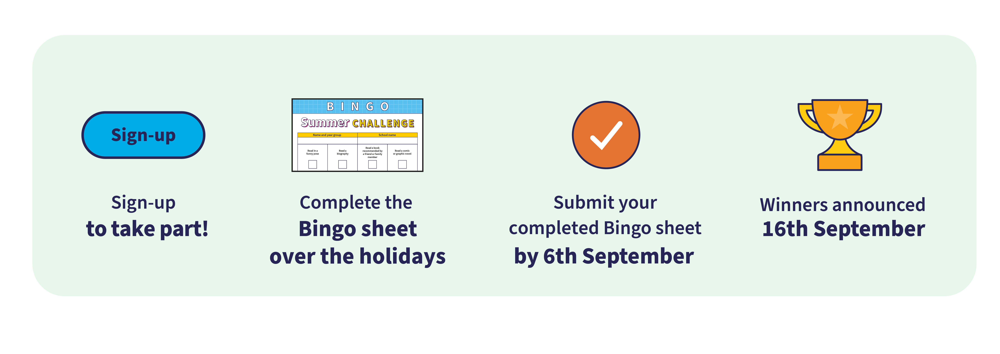 Sign-up
Sign-up
to take part!
BINGO
Summer CHALLENGE
Name and year group
School name
Read in a
funny pose
Read a
biography
Read a book
recommended by
a friend or family
member
Read a comic
or graphic novel
Complete the
Bingo sheet
over the holidays
Submit your
completed Bingo sheet
by 6th September
Winners announced
16th September